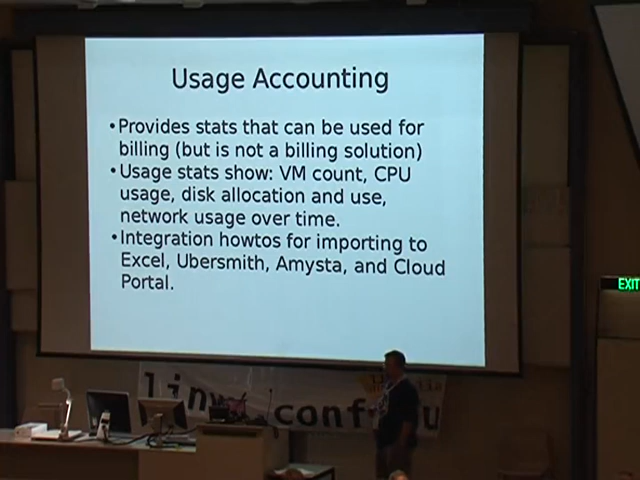 Usage Accounting
•Provides stats that can be used for
billing (but is not a billing solution)
•Usage stats show: VM count, CPU
usage, disk allocation and use,
network usage over time.
•Integration howtos for importing to
Excel, Ubersmith, Amysta, and Cloud
Portal.
EXIT
linux
conf
u